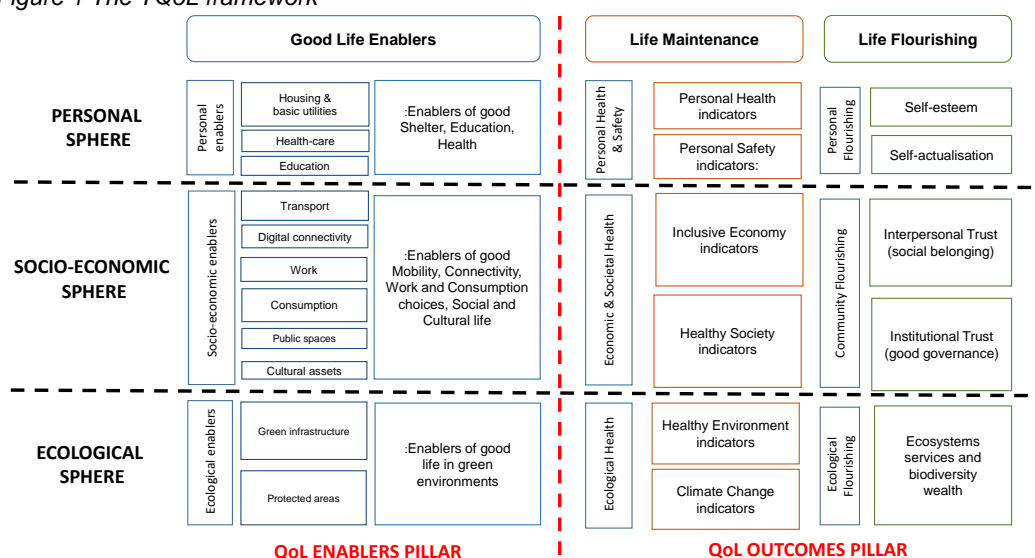 Figure 1 The TQoL framework
Good Life Enablers
Life Maintenance
Life Flourishing
PERSONAL
SPHERE
Personal
enablers
Housing &
basic utilities
Health-care
Education
:Enablers of good
Shelter, Education,
Health
Personal Health
& Safety
Personal Health
indicators
Personal Safety
indicators:
Personal
Flourishing
Self-esteem
Self-actualisation
SOCIO-ECONOMIC
SPHERE
Socio-economic enablers
Transport
Digital connectivity
Work
Consumption
Public spaces
Cultural assets
:Enablers of good
Mobility, Connectivity,
Work and Consumption
choices, Social and
Cultural life
Economic & Societal Health
Inclusive Economy
indicators
Healthy Society
indicators
Community Flourishing
Interpersonal Trust
(social belonging)
Institutional Trust
(good governance)
ECOLOGICAL
SPHERE
Ecological enablers
Green infrastructure
Protected areas
:Enablers of good
life in green
environments
Ecological Health
Healthy Environment
indicators
Climate Change
indicators
Ecological
Flourishing
Ecosystems
services and
biodiversity
wealth
QoL ENABLERS PILLAR
QoL OUTCOMES PILLAR